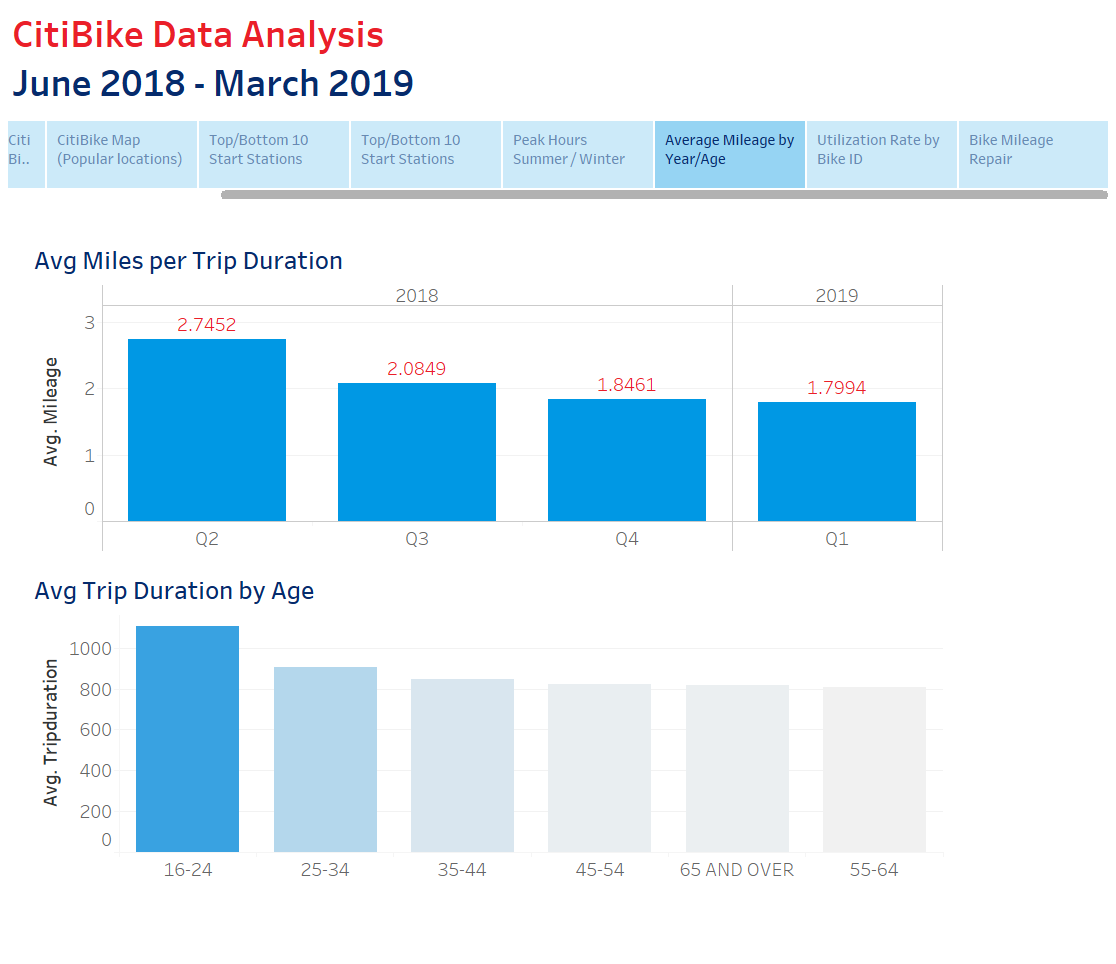 CitiBike Data Analysis
June 2018 - March 2019
Citi
Bi..
CitiBike Map
(Popular locations)
Top/Bottom 10
Start Stations
Top/Bottom 10
Start Stations
Peak Hours
Summer / Winter
Average Mileage by
Year/Age
Utilization Rate by
Bike ID
Bike Mileage
Repair
Avg Miles per Trip Duration
2018
2019
Avg. Mileage
3
2
1
0
2.7452
2.0849
1.8461
1.7994
Q2
Q3
Q4
Q1
Avg Trip Duration by Age
Avg. Tripduration
1000
800
600
400
200
0
16-24
25-34
35-44
45-54
65 AND OVER
55-64